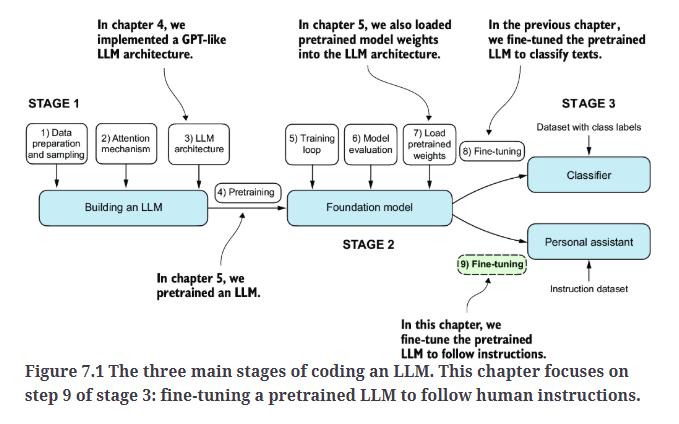 In chapter 4, we
implemented a GPT-like
LLM architecture.
In chapter 5, we also loaded
pretrained model weights
into the LLM architecture.
In the previous chapter,
we fine-tuned the pretrained
LLM to classify texts.
STAGE 1
STAGE 3
1) Data
preparation
and sampling
2) Attention
mechanism
3) LLM
architecture
5) Training
loop
6) Model
evaluation
7) Load
pretrained
weights
8) Fine-tuning
Dataset with class labels
Classifier
4) Pretraining
Building an LLM
Foundation model
STAGE 2
Personal assistant
9) Fine-tuning
Instruction dataset
In chapter 5, we
pretrained an LLM.
In this chapter, we
fine-tune the pretrained
LLM to follow instructions.
Figure 7.1 The three main stages of coding an LLM. This chapter focuses on
step 9 of stage 3: fine-tuning a pretrained LLM to follow human instructions.